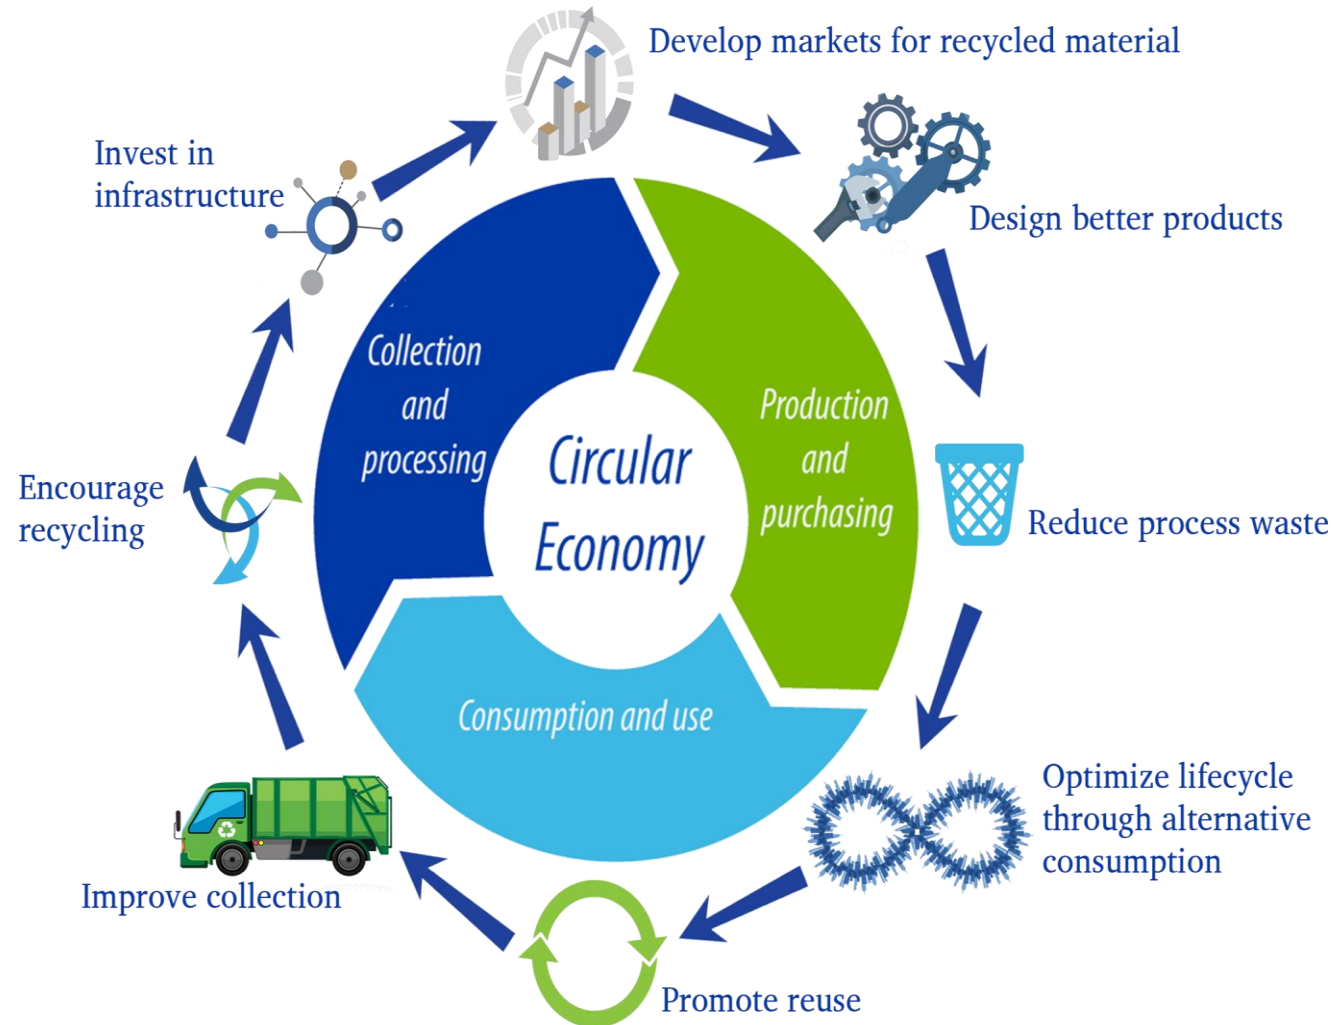 Develop markets for recycled material
Invest in
infrastructure
Design better products
Collection
and
processing
Production
and
purchasing
Circular
Economy
Encourage
recycling
Reduce process waste
Consumption and use
Optimize lifecycle
through alternative
consumption
Improve collection
Promote reuse